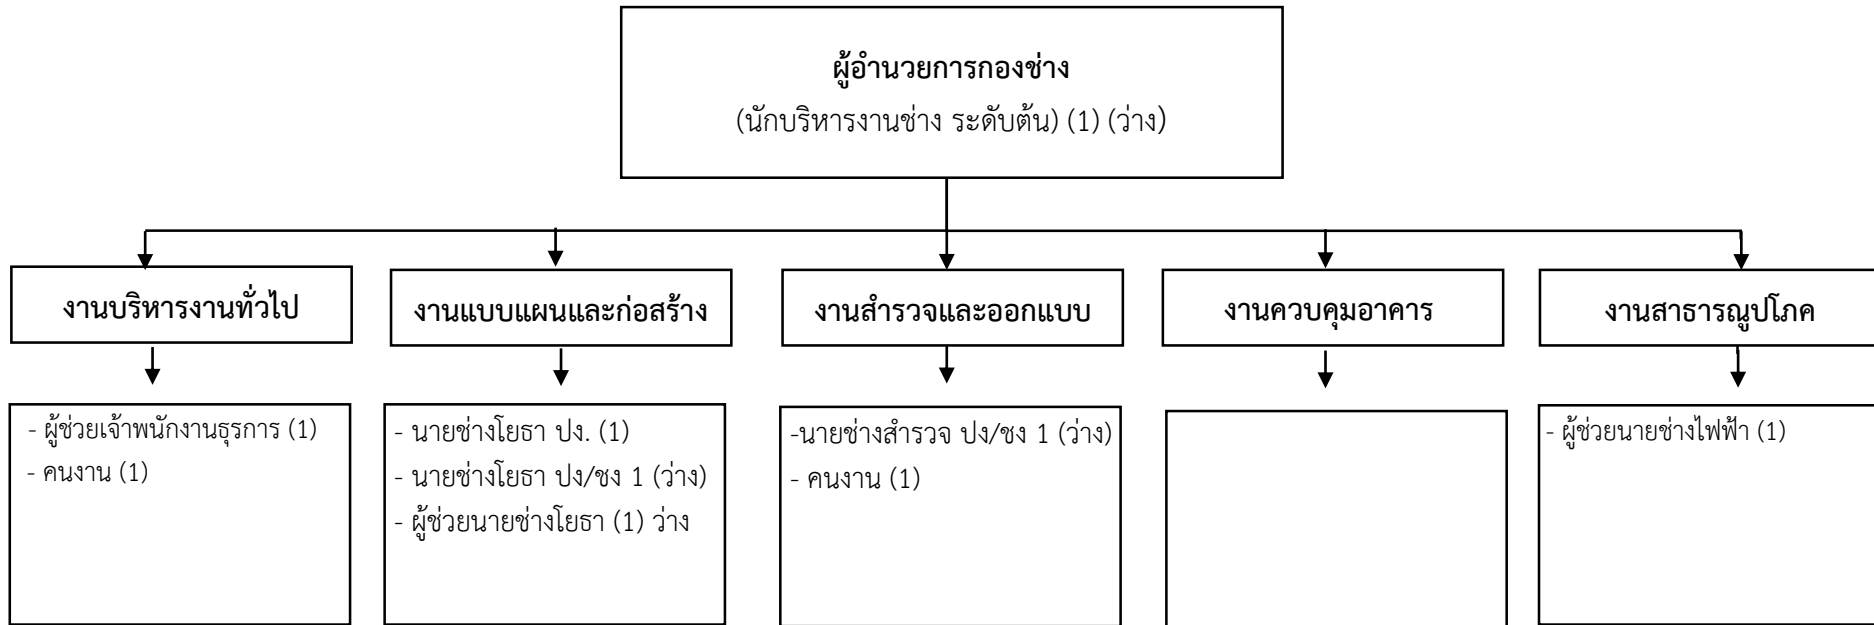 ผู้อำนวยการกองช่าง
(นักบริหารงานช่าง ระดับต้น) (1) (ว่าง)
งานบริหารงานทั่วไป
งานแบบแผนและก่อสร้าง
งานสำรวจและออกแบบ
งานควบคุมอาคาร
งานสาธารณูปโภค
- ผู้ช่วยเจ้าพนักงานธุรการ (1)
- คนงาน (1)
- นายช่างโยธา ปง. (1)
- นายช่างโยธา ปง/ชง 1 (ว่าง)
- ผู้ช่วยนายช่างโยธา (1) ว่าง
-นายช่างสำรวจ ปง/ชง 1 (ว่าง)
- คนงาน (1)
- ผู้ช่วยนายช่างไฟฟ้า (1)